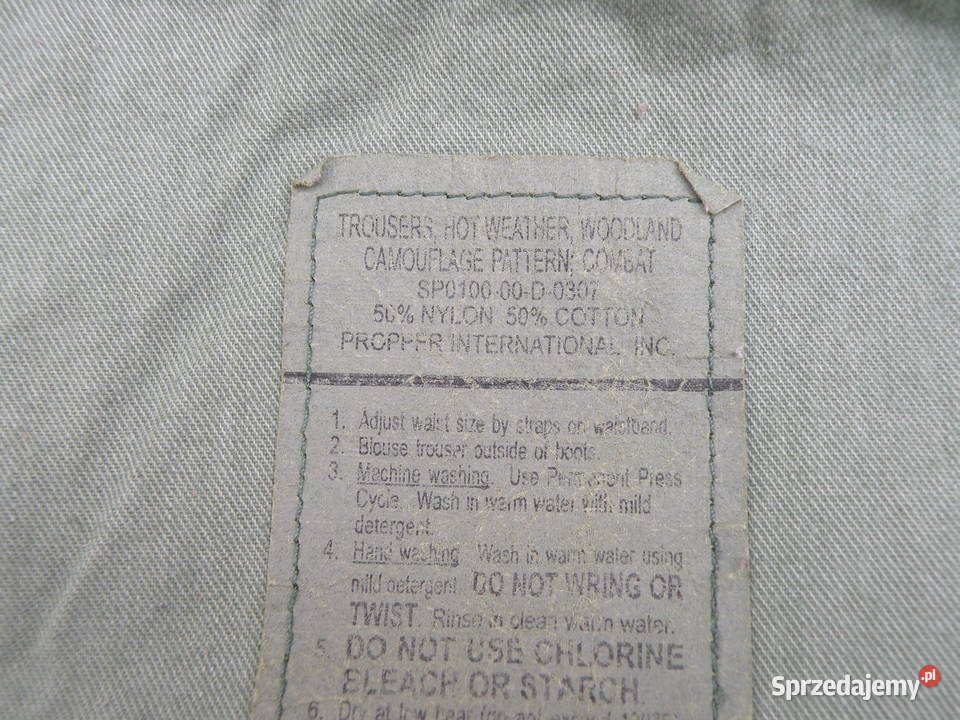 TROUSERS, HOT WEATHER, WOODLAND
CAMOUFLAGE PATTERN: COMBAT
SP0100-00-D-0307
50% NYLON 50% COTTON
PROPPER INTERNATIONAL, INC.
1. Adjust waist size by straps on waistband.
2. Blouse trouser outside of boots.
3. Machine washing. Use Permanent Press
Cycle. Wash in warm water with mild
detergent.
4. Hand washing. Wash in warm water using
mild detergent. DO NOT WRING OR
TWIST. Rinse in clean warm water.
5. DO NOT USE CHLORINE
BLEACH OR STARCH.
6. Dry at low heat (do not exceed
Sprzedajemy.pl